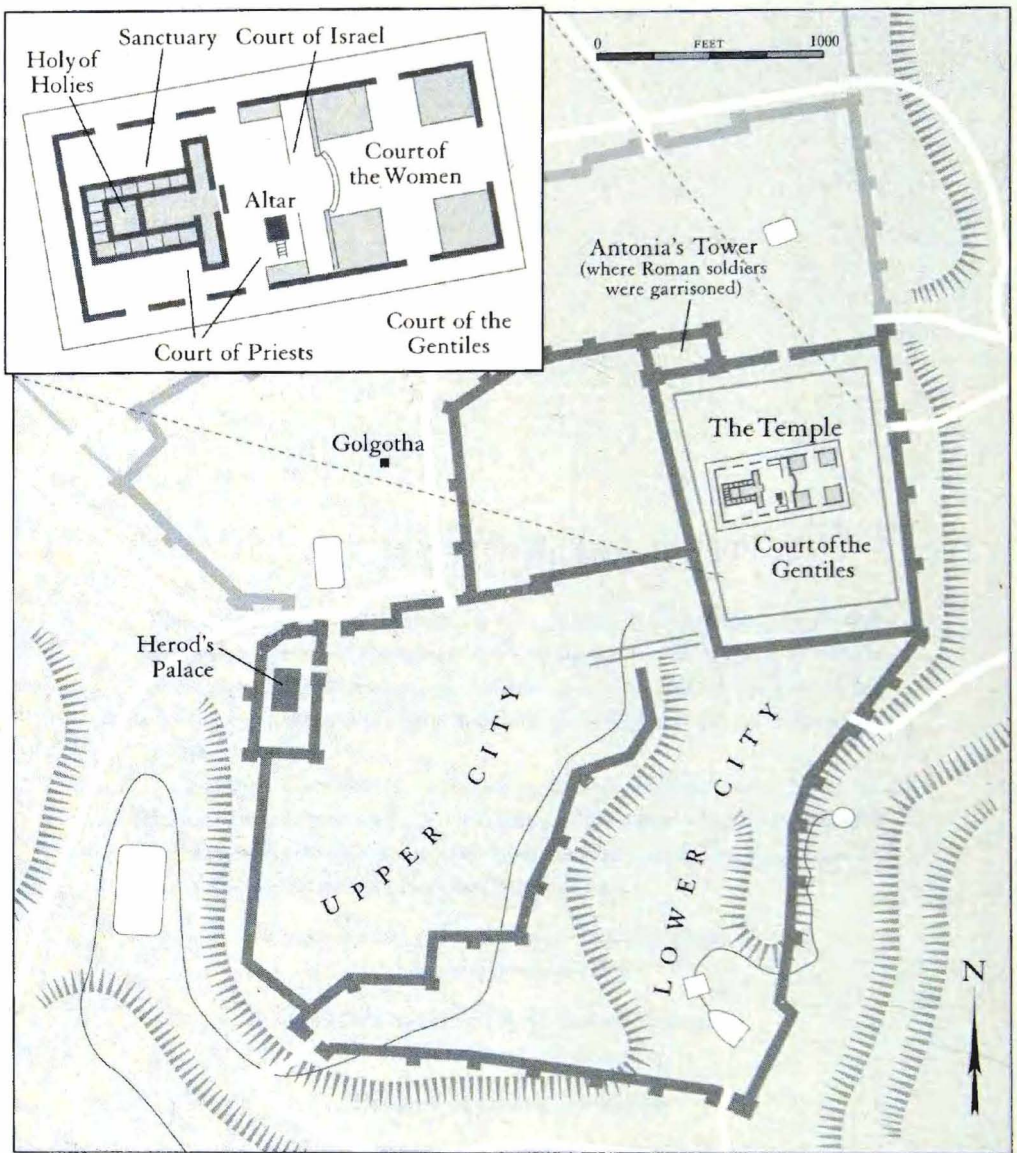 Sanctuary
Court of Israel
Holy of
Holies
Court of
the Women
Altar
Court of the
Gentiles
Court of Priests
0 FEET 1000
Antonia's Tower
(where Roman soldiers
were garrisoned)
Golgotha
The Temple
Court of the
Gentiles
Herod's
Palace
UPPER CITY
LOWER CITY
N